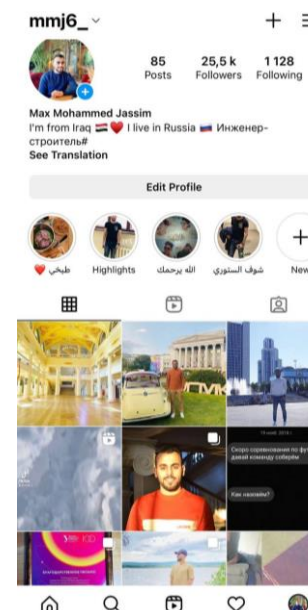 mmj6_
85
25,5 k
1 128
Posts
Followers
Following
Max Mohammed Jassim
I'm from Iraq 🇮🇶❤️ I live in Russia 🇷🇺 Инженер-
строитель#
See Translation
Edit Profile
طبخي ❤️
Highlights
الله يرحمك
شوف الستوري
New
Скоро соревнования по фу
давай команду соберём
Как назовём?